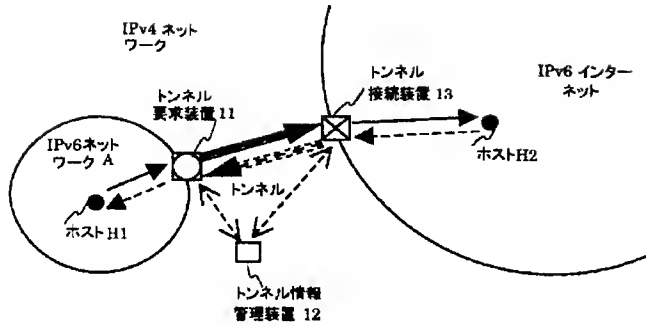 IPv4 ネット
ワーク
トンネル
接続装置 13
IPv6 インター
ネット
トンネル
要求装置 11
IPv6ネット
ワーク A
ホストH2
トンネル
ホスト H1
トンネル情報
管理装置 12